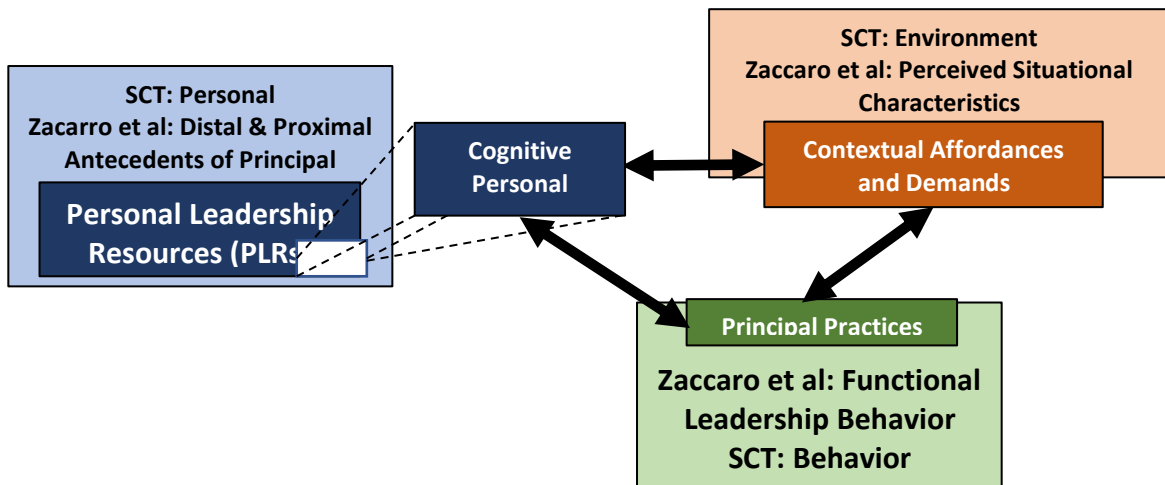 SCT: Personal
Zacarro et al: Distal & Proximal
Antecedents of Principal
Personal Leadership
Resources (PLRs
Cognitive
Personal
SCT: Environment
Zaccaro et al: Perceived Situational
Characteristics
Contextual Affordances
and Demands
Principal Practices
Zaccaro et al: Functional
Leadership Behavior
SCT: Behavior